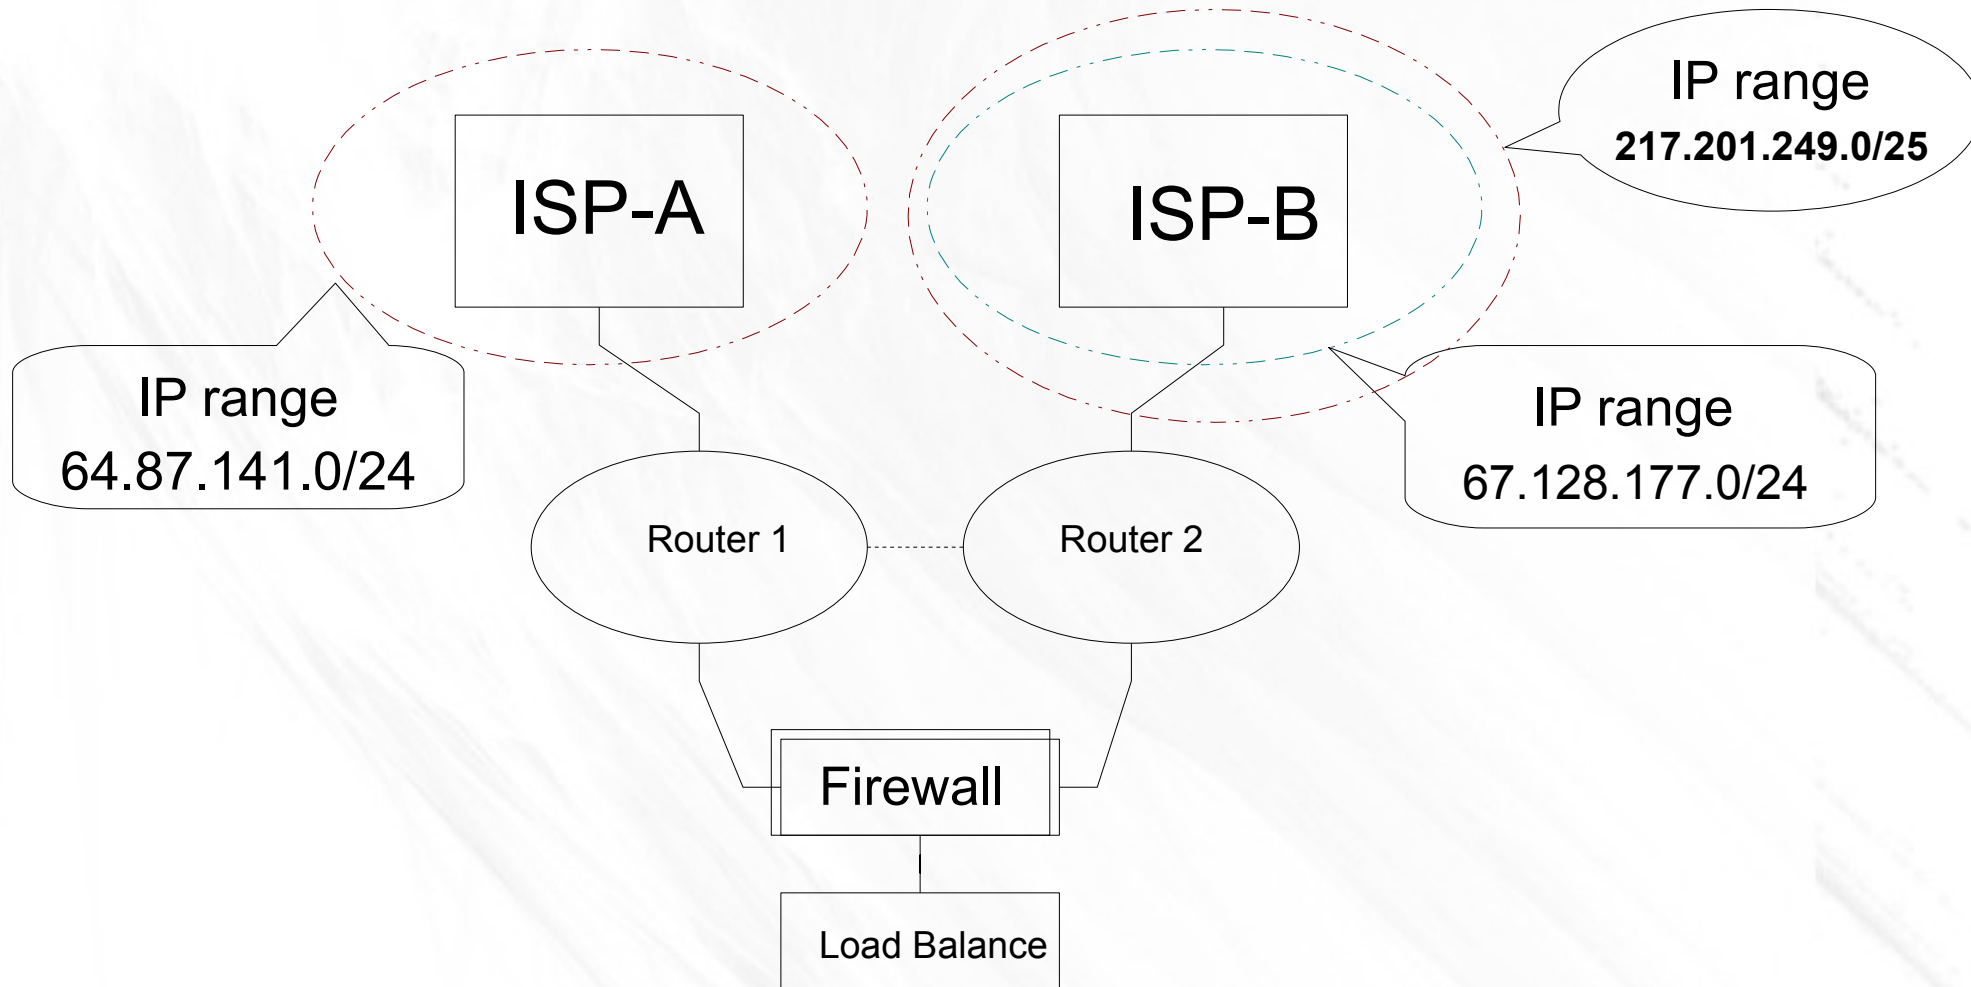 IP range
217.201.249.0/25
ISP-A
ISP-B
IP range
64.87.141.0/24
IP range
67.128.177.0/24
Router 1
Router 2
Firewall
Load Balance